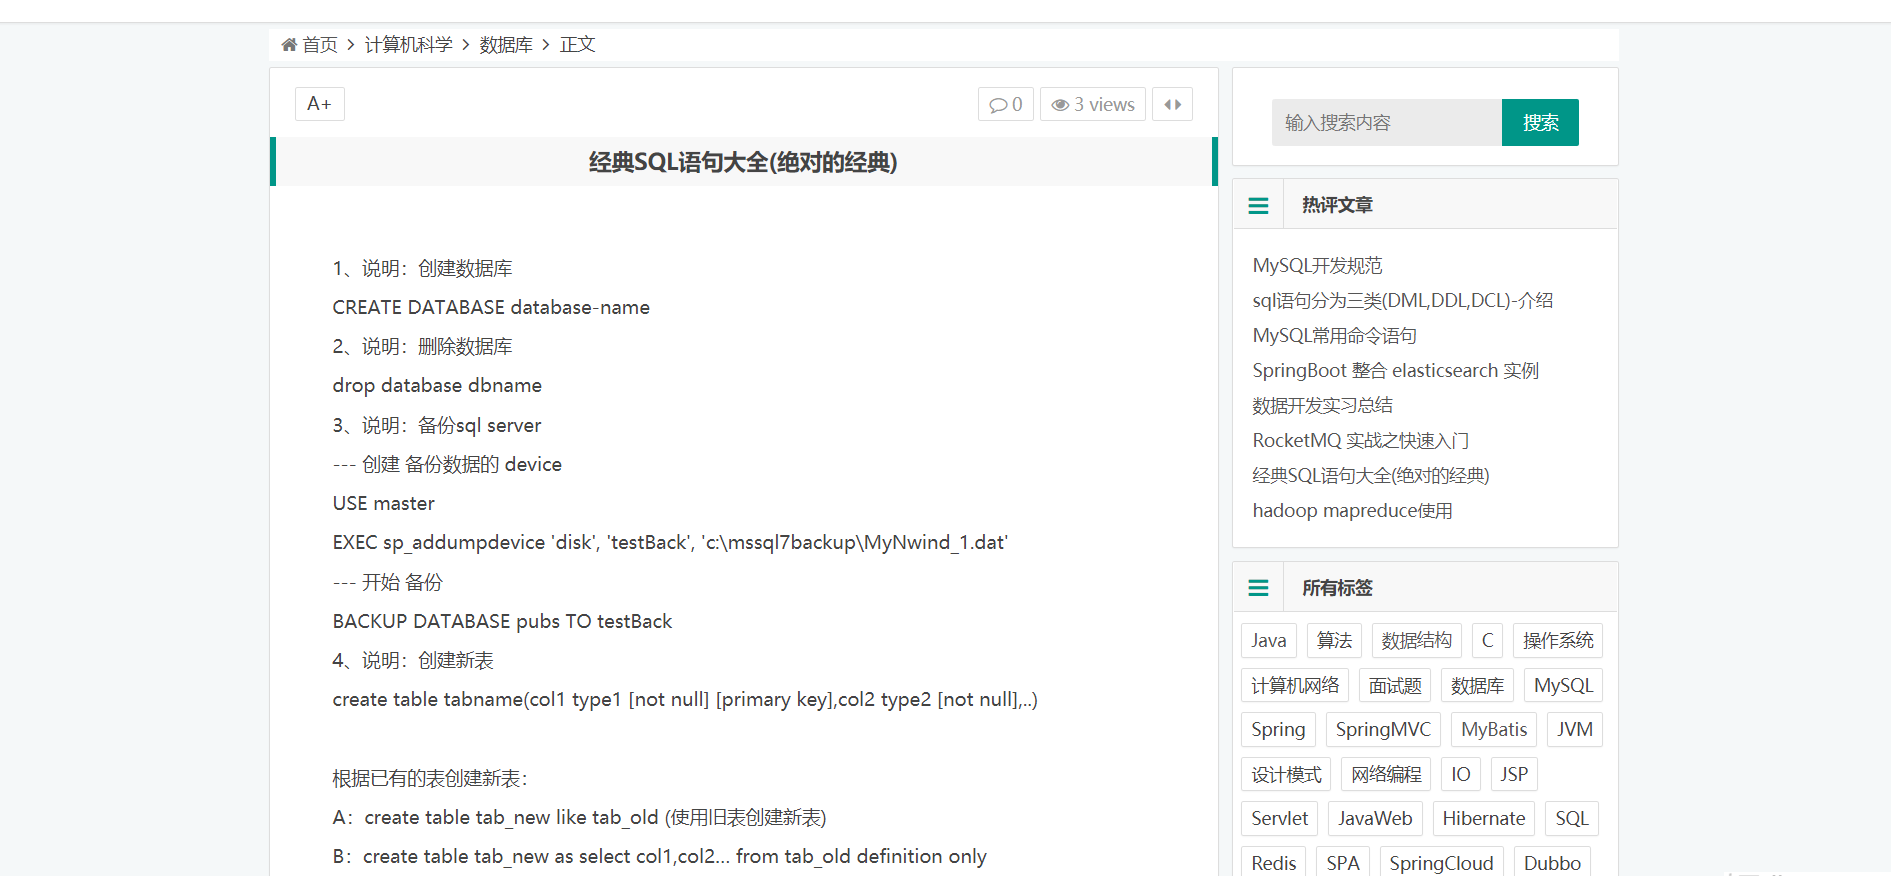 首页 > 计算机科学 > 数据库 > 正文
A+
0
3 views
经典SQL语句大全(绝对的经典)
1、说明：创建数据库
CREATE DATABASE database-name
2、说明：删除数据库
drop database dbname
3、说明：备份sql server
--- 创建 备份数据的 device
USE master
EXEC sp_addumpdevice 'disk', 'testBack', 'c:\mssql7backup\MyNwind_1.dat'
--- 开始 备份
BACKUP DATABASE pubs TO testBack
4、说明：创建新表
create table tabname(col1 type1 [not null] [primary key],col2 type2 [not null],..)
根据已有的表创建新表：
A：create table tab_new like tab_old (使用旧表创建新表)
B：create table tab_new as select col1,col2... from tab_old definition only
输入搜索内容
搜索
热评文章
MySQL开发规范
sql语句分为三类(DML,DDL,DCL)-介绍
MySQL常用命令语句
SpringBoot 整合 elasticsearch 实例
数据开发实习总结
RocketMQ 实战之快速入门
经典SQL语句大全(绝对的经典)
hadoop mapreduce使用
所有标签
Java 算法 数据结构 C 操作系统
计算机网络 面试题 数据库 MySQL
Spring SpringMVC MyBatis JVM
设计模式 网络编程 IO JSP
Servlet JavaWeb Hibernate SQL
Redis SPA SpringCloud Dubbo